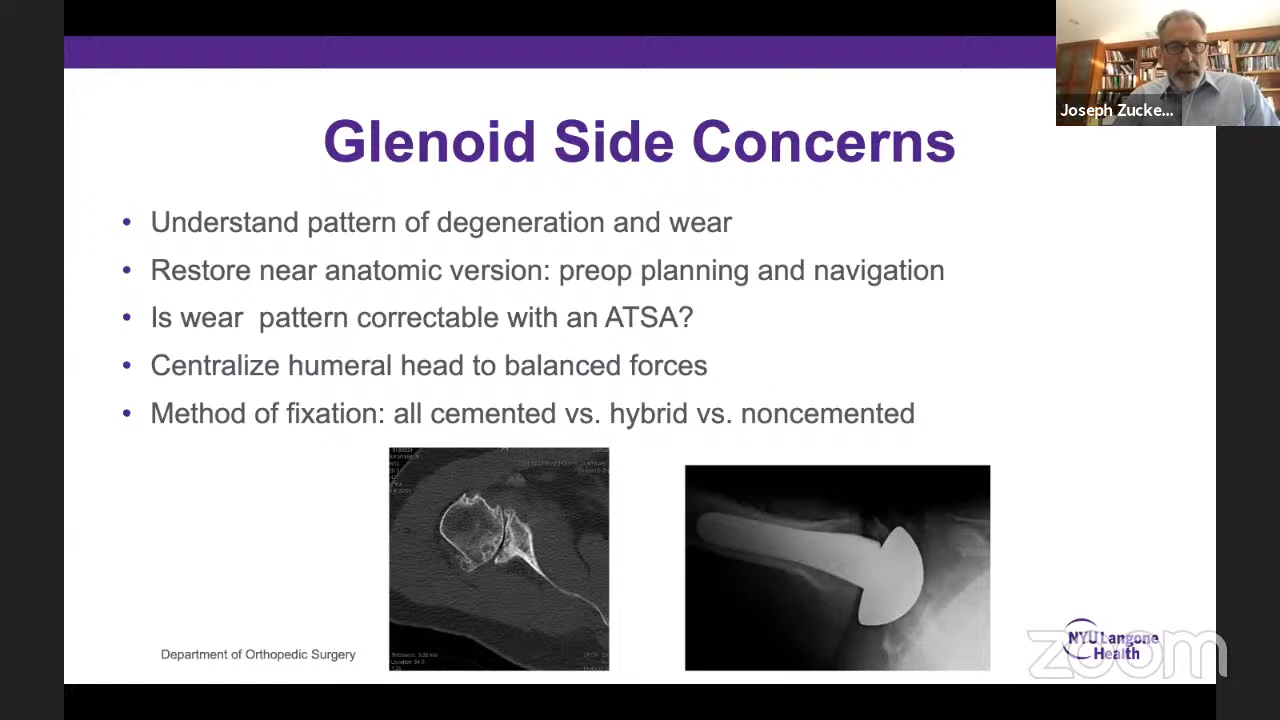 Joseph Zucke...
Glenoid Side Concerns
• Understand pattern of degeneration and wear
• Restore near anatomic version: preop planning and navigation
• Is wear pattern correctable with an ATSA?
• Centralize humeral head to balanced forces
• Method of fixation: all cemented vs. hybrid vs. noncemented
Department of Orthopedic Surgery
NYU Langone
Health
zoom